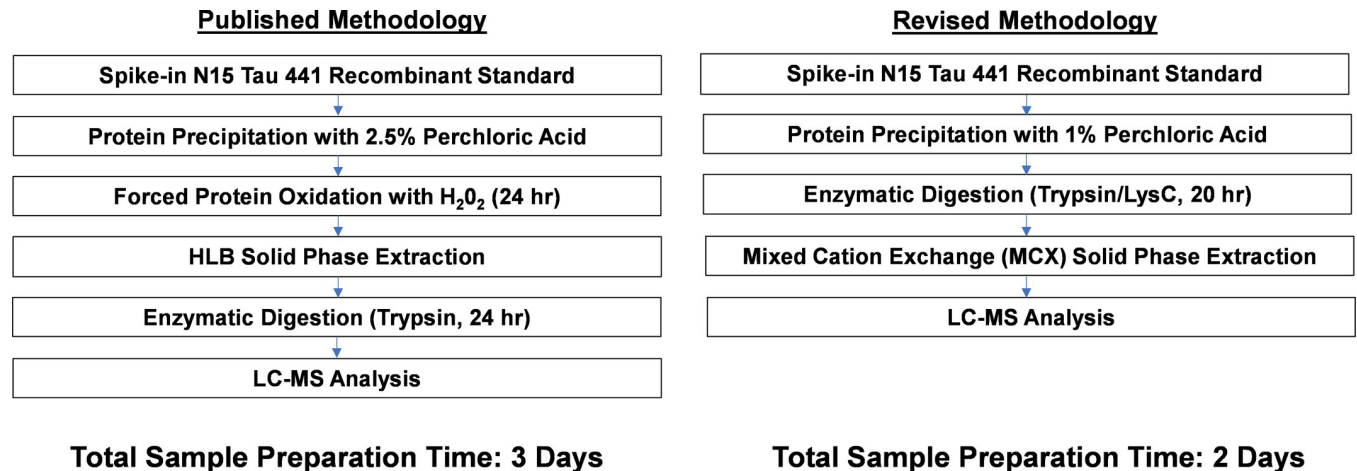 Published Methodology
Spike-in N15 Tau 441 Recombinant Standard
Protein Precipitation with 2.5% Perchloric Acid
Forced Protein Oxidation with H₂0₂ (24 hr)
HLB Solid Phase Extraction
Enzymatic Digestion (Trypsin, 24 hr)
LC-MS Analysis
Total Sample Preparation Time: 3 Days
Revised Methodology
Spike-in N15 Tau 441 Recombinant Standard
Protein Precipitation with 1% Perchloric Acid
Enzymatic Digestion (Trypsin/LysC, 20 hr)
Mixed Cation Exchange (MCX) Solid Phase Extraction
LC-MS Analysis
Total Sample Preparation Time: 2 Days